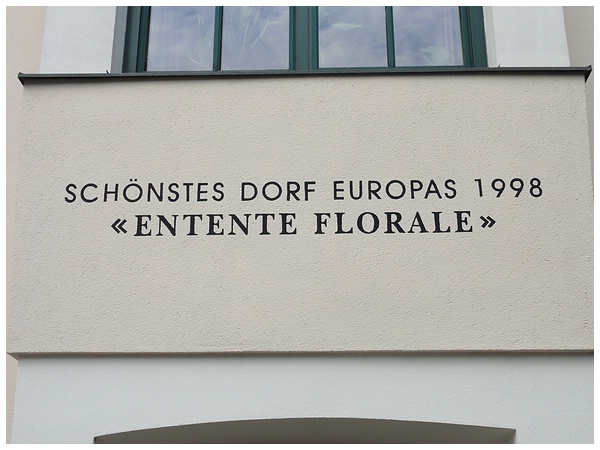 SCHÖNSTES DORF EUROPAS 1998
«ENTENTE FLORALE»